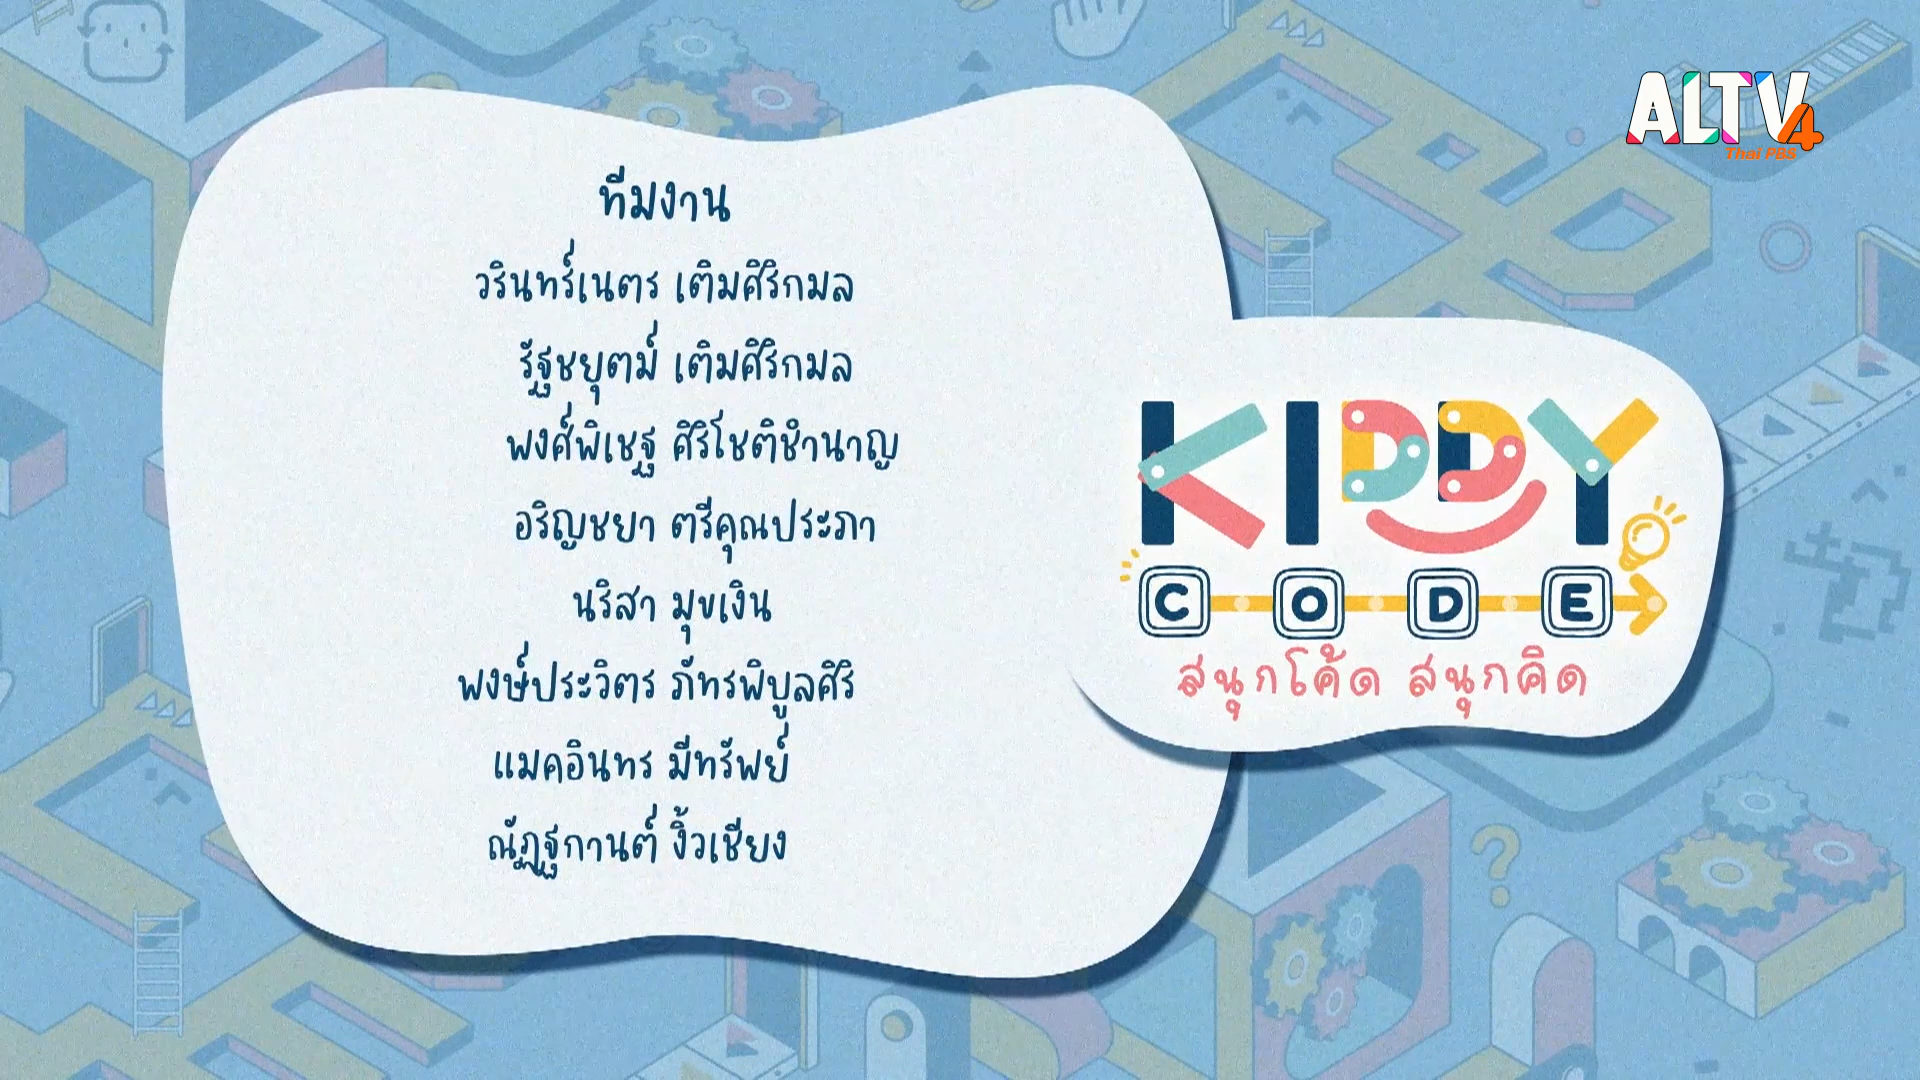 ALTV4
Thai PBS
ทีมงาน
วรินทร์เนตร เติมศิริกมล
รัฐชยุตม์ เติมศิริกมล
พงศ์พิเชฐ ศิริโชติชำนาญ
อริญชยา ตรีคุณประภา
นริสา มุขเงิน
พงษ์ประวิตร ภัทรพิบูลศิริ
แมคอินทร มีทรัพย์
ณัฏฐกานต์ งิ้วเชียง
KIDDY
CODE
สนุกโค้ด สนุกคิด